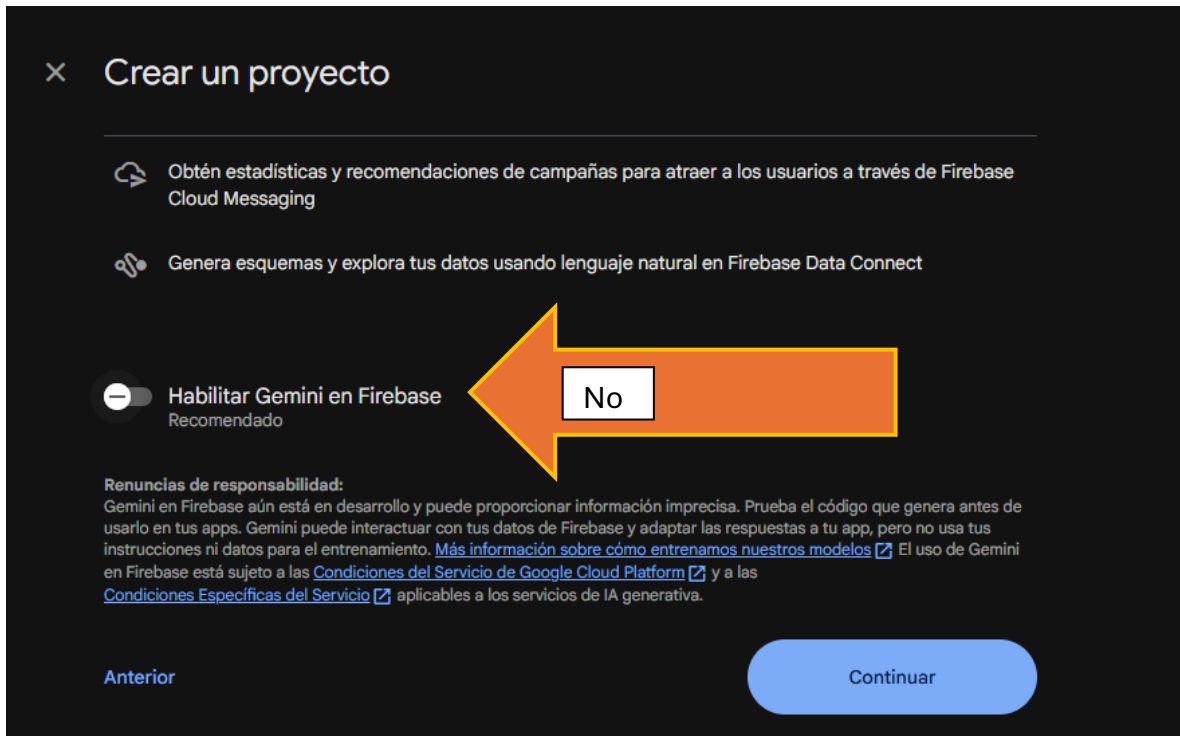 Crear un proyecto
Obtén estadísticas y recomendaciones de campañas para atraer a los usuarios a través de Firebase
Cloud Messaging
Genera esquemas y explora tus datos usando lenguaje natural en Firebase Data Connect
Habilitar Gemini en Firebase
No
Recomendado
Renuncias de responsabilidad:
Gemini en Firebase aún está en desarrollo y puede proporcionar información imprecisa. Prueba el código que genera antes de
usarlo en tus apps. Gemini puede interactuar con tus datos de Firebase y adaptar las respuestas a tu app, pero no usa tus
instrucciones ni datos para el entrenamiento. Más información sobre cómo entrenamos nuestros modelos El uso de Gemini
en Firebase está sujeto a las Condiciones del Servicio de Google Cloud Platform y a las
Condiciones Específicas del Servicio aplicables a los servicios de IA generativa.
Anterior
Continuar